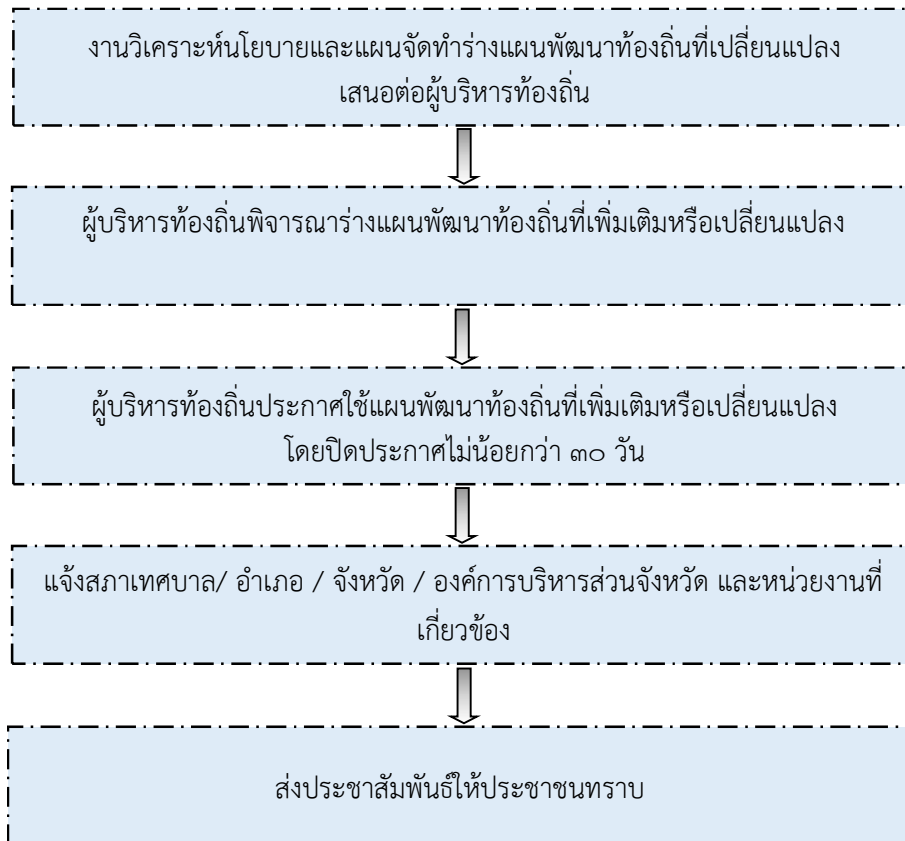 งานวิเคราะห์นโยบายและแผนจัดทำร่างแผนพัฒนาท้องถิ่นที่เปลี่ยนแปลง
เสนอต่อผู้บริหารท้องถิ่น
ผู้บริหารท้องถิ่นพิจารณาร่างแผนพัฒนาท้องถิ่นที่เพิ่มเติมหรือเปลี่ยนแปลง
ผู้บริหารท้องถิ่นประกาศใช้แผนพัฒนาท้องถิ่นที่เพิ่มเติมหรือเปลี่ยนแปลง
โดยปิดประกาศไม่น้อยกว่า ๓๐ วัน
แจ้งสภาเทศบาล/ อำเภอ / จังหวัด / องค์การบริหารส่วนจังหวัด และหน่วยงานที่
เกี่ยวข้อง
ส่งประชาสัมพันธ์ให้ประชาชนทราบ